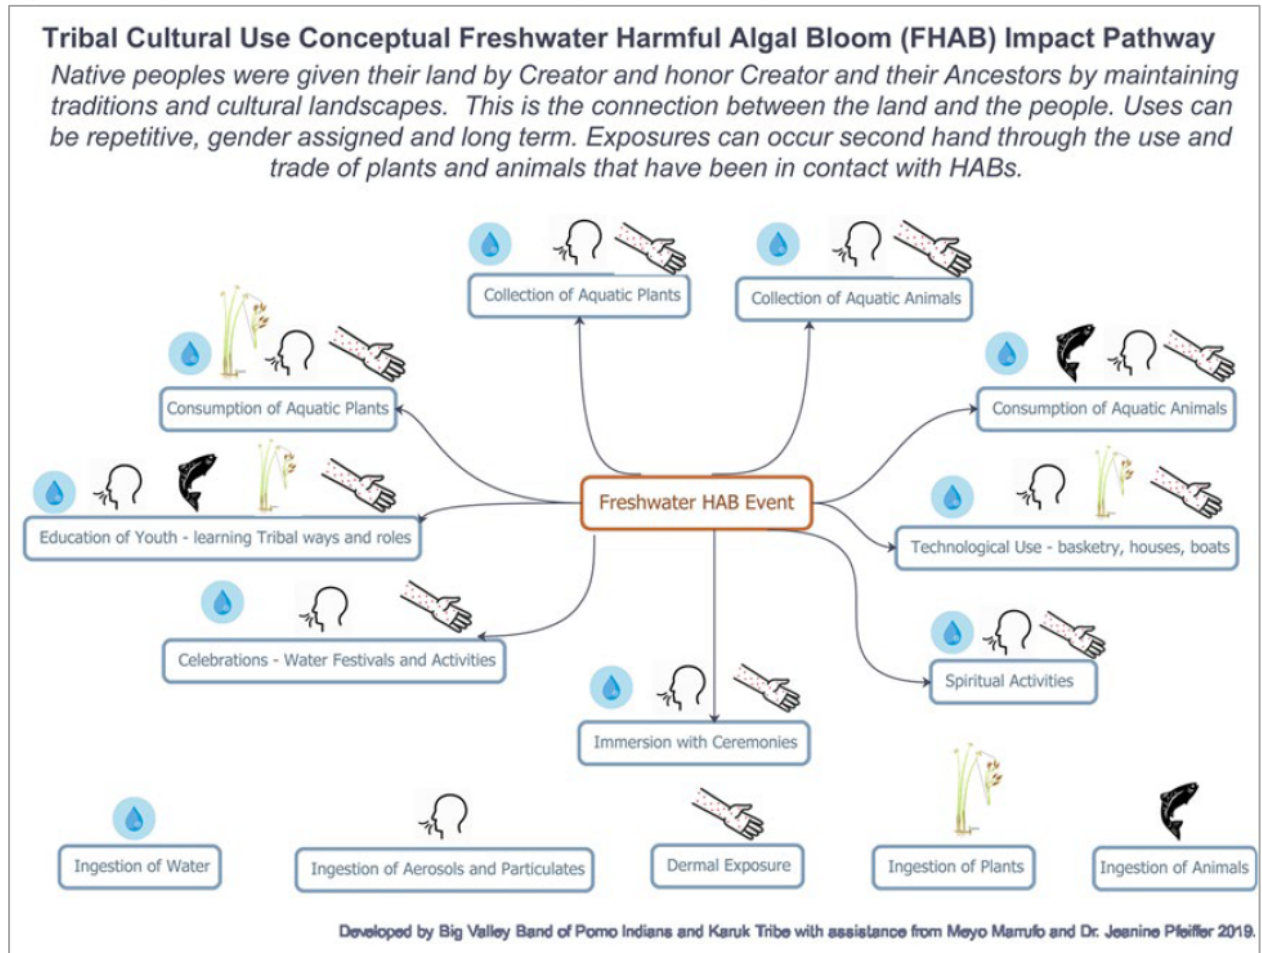 Tribal Cultural Use Conceptual Freshwater Harmful Algal Bloom (FHAB) Impact Pathway
Native peoples were given their land by Creator and honor Creator and their Ancestors by maintaining
traditions and cultural landscapes. This is the connection between the land and the people. Uses can
be repetitive, gender assigned and long term. Exposures can occur second hand through the use and
trade of plants and animals that have been in contact with HABs.
Collection of Aquatic Plants
Collection of Aquatic Animals
Consumption of Aquatic Plants
Consumption of Aquatic Animals
Freshwater HAB Event
Education of Youth - learning Tribal ways and roles
Technological Use - basketry, houses, boats
Celebrations - Water Festivals and Activities
Spiritual Activities
Immersion with Ceremonies
Ingestion of Water
Ingestion of Aerosols and Particulates
Dermal Exposure
Ingestion of Plants
Ingestion of Animals
Developed by Big Valley Band of Pomo Indians and Karuk Tribe with assistance from Meyo Marrufo and Dr. Jeanine Pfeiffer 2019.